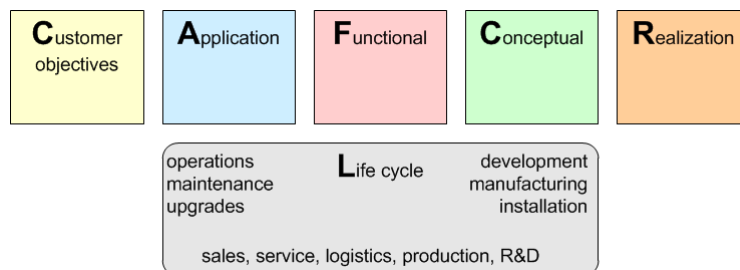 Customer
objectives
Application
Functional
Conceptual
Realization
operations
maintenance
upgrades
Life cycle
development
manufacturing
installation
sales, service, logistics, production, R&D